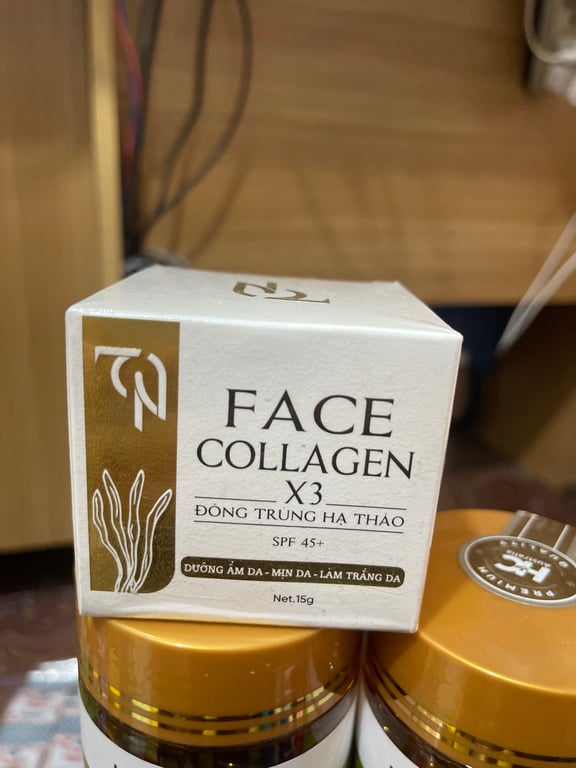 FACE
COLLAGEN
X3
ĐÔNG TRÙNG HẠ THẢO
SPF 45+
DƯỠNG ẨM DA - MỊN DA - LÀM TRẮNG DA
Net.15g
PREMIUM
QUALITY